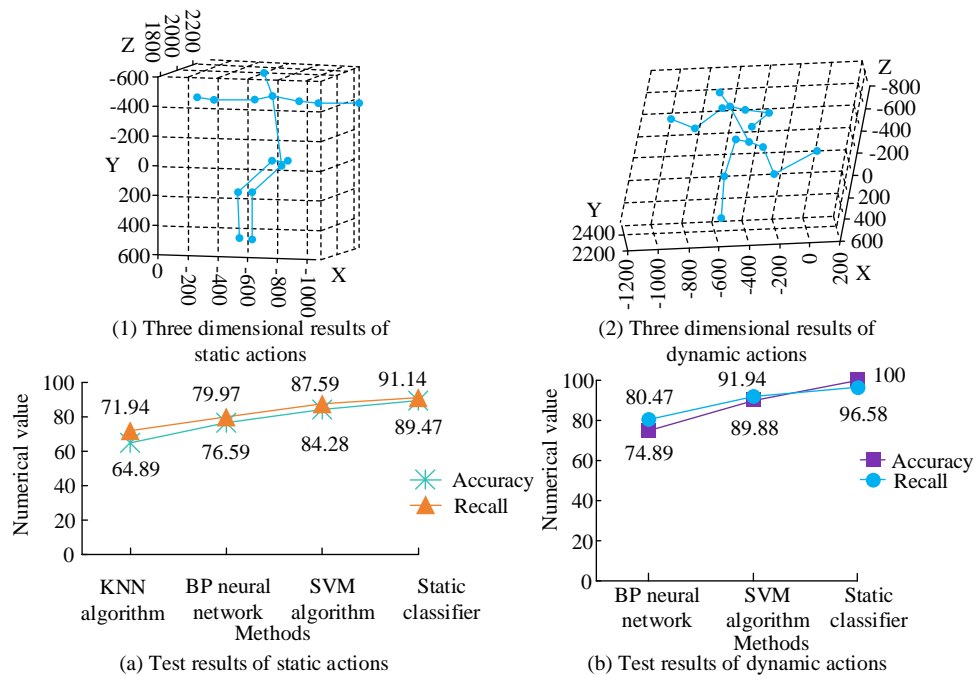 Z
1800
2000
2200
-600
-400
-200
Y
0
200
400
600
0
-200
-400
-600
-800
-1000
X
(1) Three dimensional results of
static actions
Z
-800
-600
-400
-200
0
200
400
600
Y
2400
2200
-1200
-1000
-800
-600
-400
-200
0
200
X
(2) Three dimensional results of
dynamic actions
Numerical value
100
80
60
80
40
20
0
71.94
79.97
87.59
91.14
64.89
76.59
84.28
89.47
Accuracy
Recall
KNN
algorithm
BP neural
network
SVM
algorithm
Static
classifier
Methods
(a) Test results of static actions
Numerical value
100
80
60
80
40
20
0
80.47
91.94
100
74.89
89.88
96.58
Accuracy
Recall
BP neural
network
SVM
algorithm
Static
classifier
Methods
(b) Test results of dynamic actions